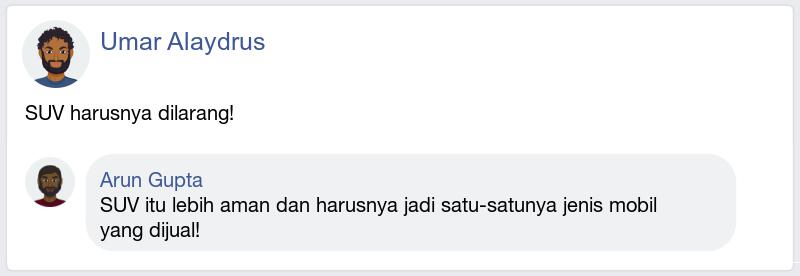 Umar Alaydrus
SUV harusnya dilarang!
Arun Gupta
SUV itu lebih aman dan harusnya jadi satu-satunya jenis mobil
yang dijual!